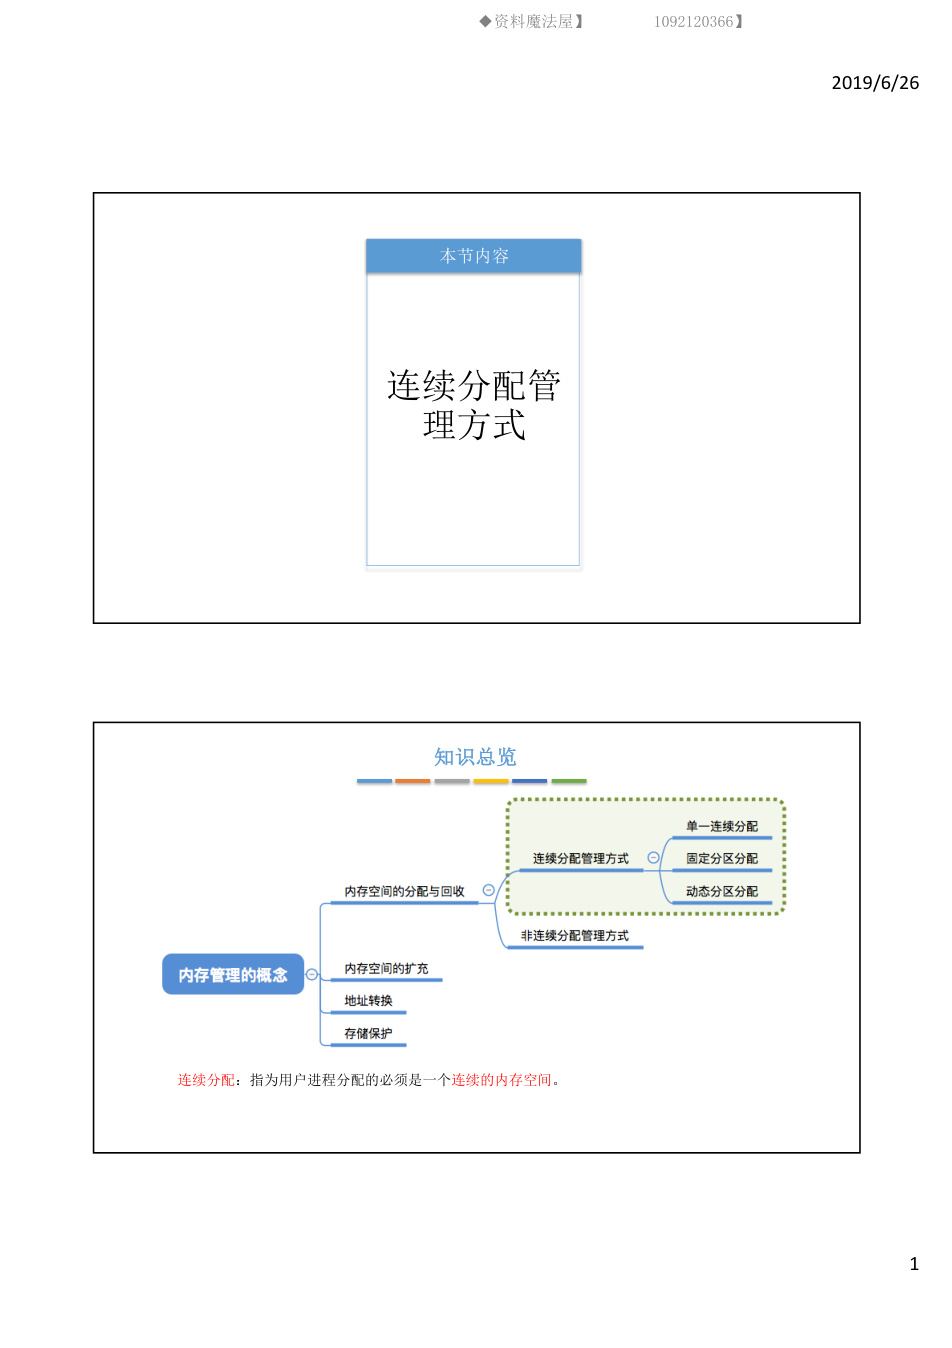 ◆资料魔法屋】 1092120366】
2019/6/26
本节内容
连续分配管
理方式
知识总览
单一连续分配
连续分配管理方式
固定分区分配
动态分区分配
内存空间的分配与回收
非连续分配管理方式
内存管理的概念
内存空间的扩充
地址转换
存储保护
连续分配：指为用户进程分配的必须是一个连续的内存空间。
1